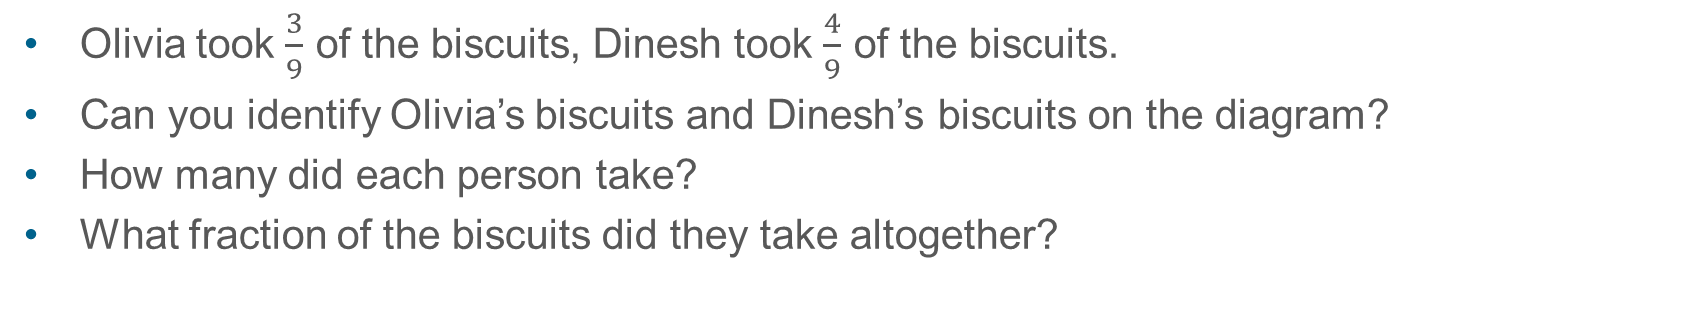 • Olivia took 3/9 of the biscuits, Dinesh took 4/9 of the biscuits.
• Can you identify Olivia’s biscuits and Dinesh’s biscuits on the diagram?
• How many did each person take?
• What fraction of the biscuits did they take altogether?